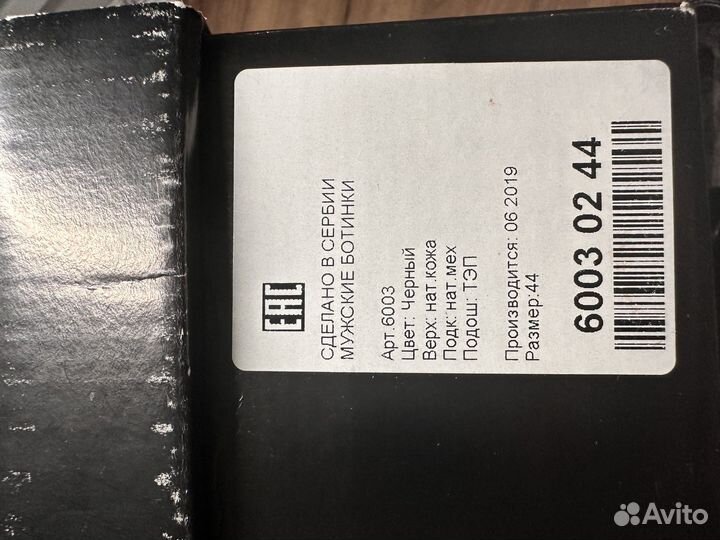 EAC
СДЕЛАНО В СЕРБИИ
МУЖСКИЕ БОТИНКИ
Арт.6003
Цвет: Черный
Верх: нат.кожа
Подк: нат.мех
Подош: ТЭП
Производится: 06 2019
Размер:44
6003 02 44
Avito